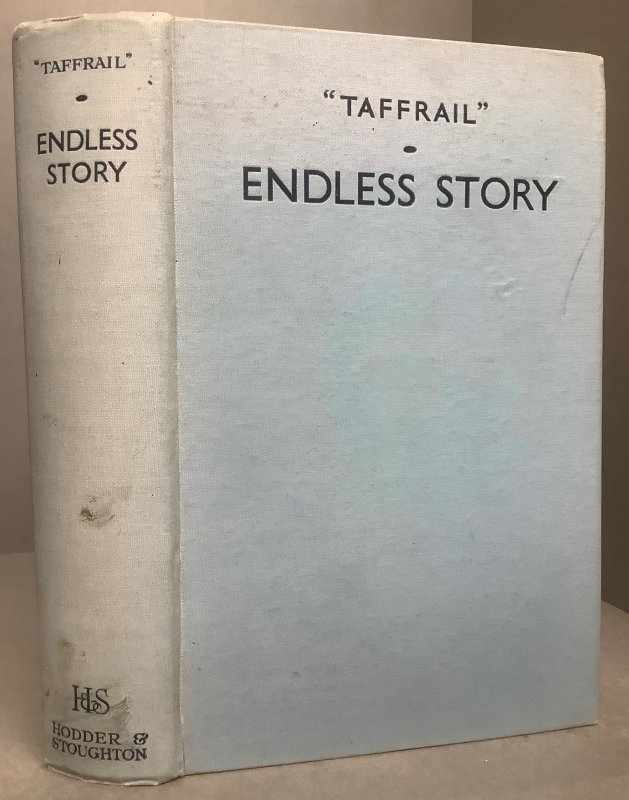 "TAFFRAIL"
ENDLESS
STORY
HS
HODDER &
STOUGHTON
"TAFFRAIL"
ENDLESS STORY